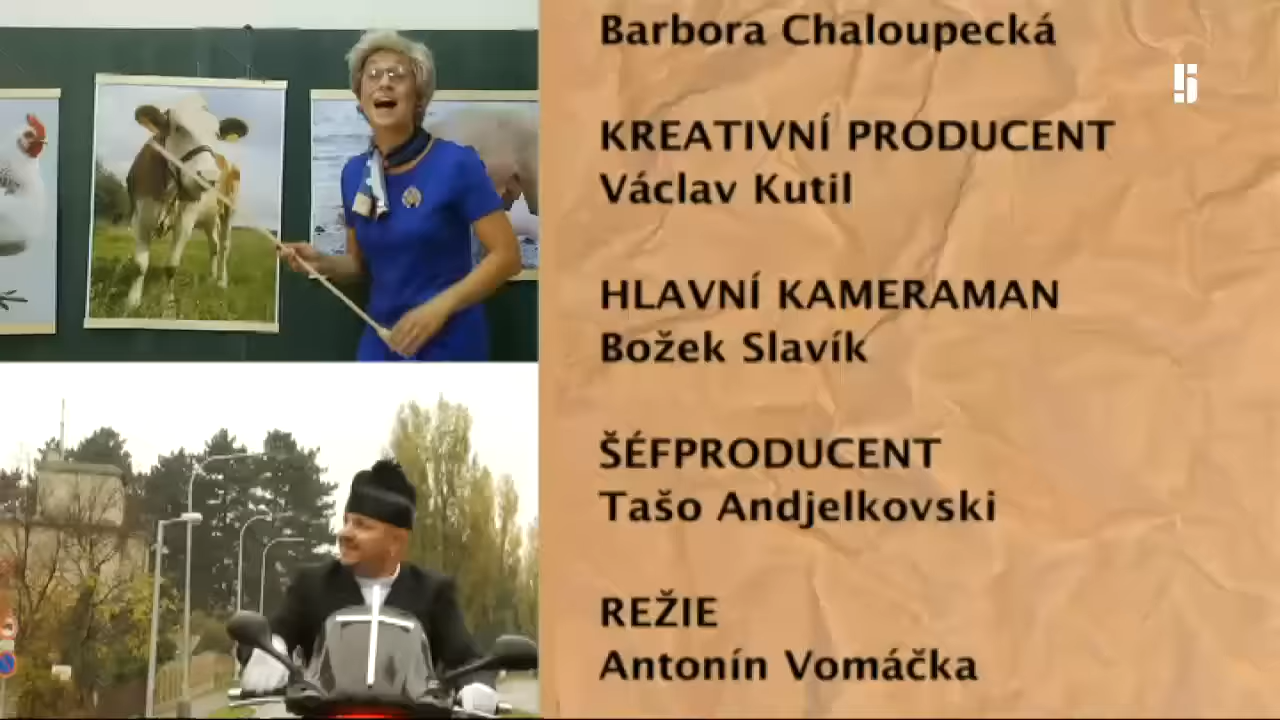 Barbora Chaloupecká
KREATIVNÍ PRODUCENT
Václav Kutil
HLAVNÍ KAMERAMAN
Božek Slavík
ŠÉFPRODUCENT
Tašo Andjelkovski
REŽIE
Antonín Vomáčka